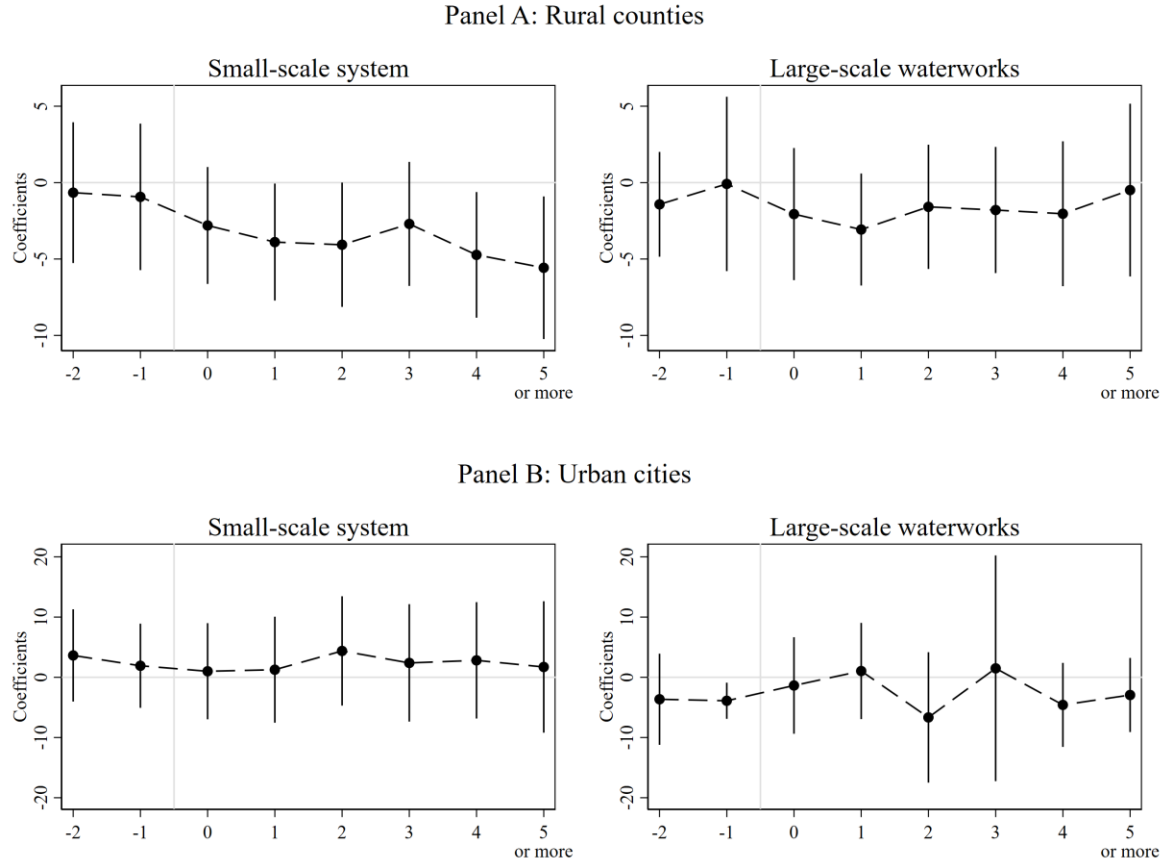 Panel A: Rural counties
Small-scale system
Coefficients
5
0
-5
-10
-2 -1 0 1 2 3 4 5
or more
Large-scale waterworks
Coefficients
5
0
-5
-10
-2 -1 0 1 2 3 4 5
or more
Panel B: Urban cities
Small-scale system
Coefficients
20
10
0
-10
-20
-2 -1 0 1 2 3 4 5
or more
Large-scale waterworks
Coefficients
20
10
0
-10
-20
-2 -1 0 1 2 3 4 5
or more